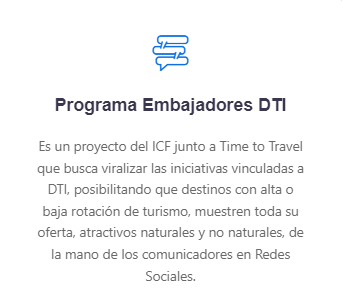 Programa Embajadores DTI
Es un proyecto del ICF junto a Time to Travel
que busca viralizar las iniciativas vinculadas a
DTI, posibilitando que destinos con alta o
baja rotación de turismo, muestren toda su
oferta, atractivos naturales y no naturales, de
la mano de los comunicadores en Redes
Sociales.